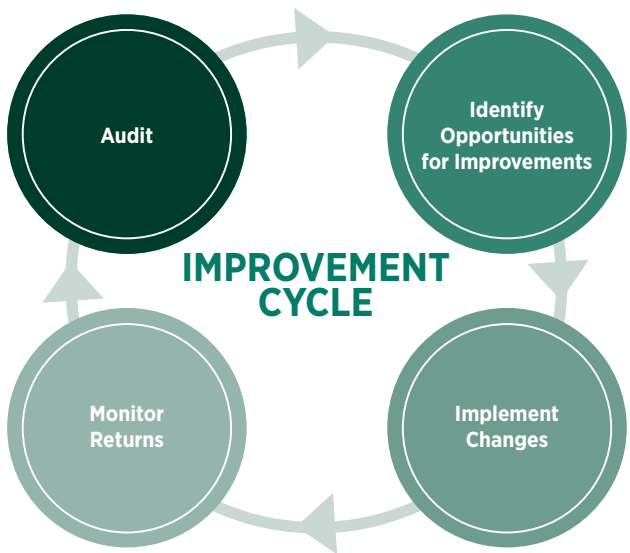 Audit
Identify
Opportunities
for Improvements
IMPROVEMENT
CYCLE
Monitor
Returns
Implement
Changes